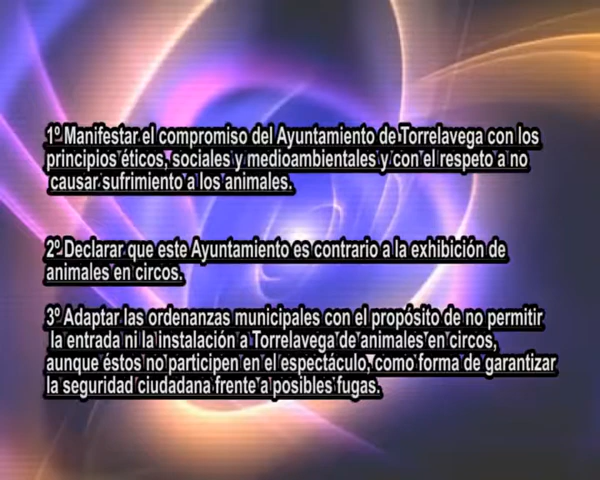 1º Manifestar el compromiso del Ayuntamiento de Torrelavega con los
principios éticos, sociales y medioambientales y con el respeto a no
causar sufrimiento a los animales.
2º Declarar que este Ayuntamiento es contrario a la exhibición de
animales en circos.
3º Adaptar las ordenanzas municipales con el propósito de no permitir
la entrada ni la instalación a Torrelavega de animales en circos,
aunque éstos no participen en el espectáculo, como forma de garantizar
la seguridad ciudadana frente a posibles fugas.